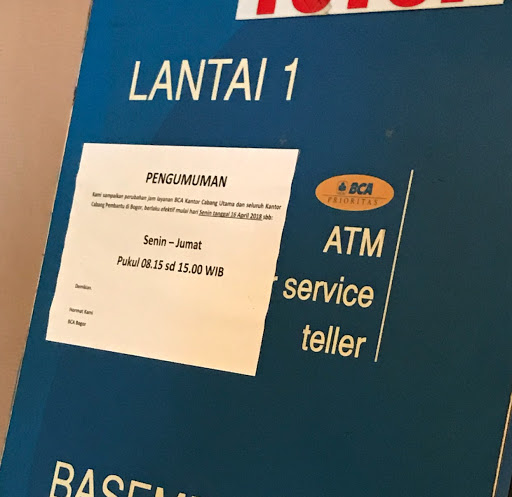 LANTAI 1
PENGUMUMAN
Kami sampaikan perubahan jam layanan BCA Kantor Cabang Utama dan seluruh Kantor
Cabang Pembantu di Bogor, berlaku efektif mulai hari Senin tanggal 16 April 2018 sbb:
Senin – Jumat
Pukul 08.15 sd 15.00 WIB
Demikian
Hormat Kami
BCA Bogor
BCA
PRIORITAS
ATM
service
teller